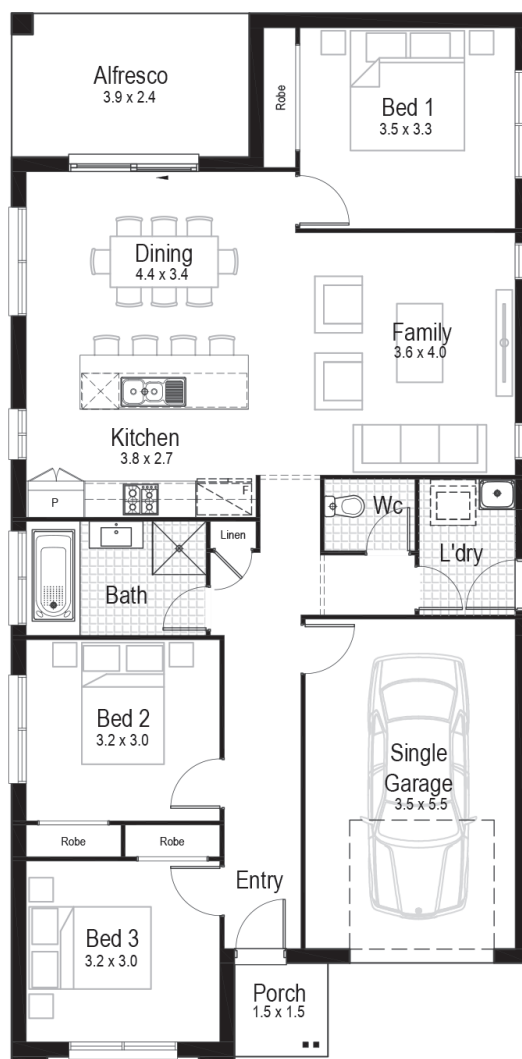 Alfresco
3.9 x 2.4
Robe
Bed 1
3.5 x 3.3
Dining
4.4 x 3.4
Family
3.6 x 4.0
Kitchen
3.8 x 2.7
P
F
Linen
Wc
L'dry
Bath
Bed 2
3.2 x 3.0
Single
Garage
3.5 x 5.5
Robe
Robe
Entry
Bed 3
3.2 x 3.0
Porch
1.5 x 1.5